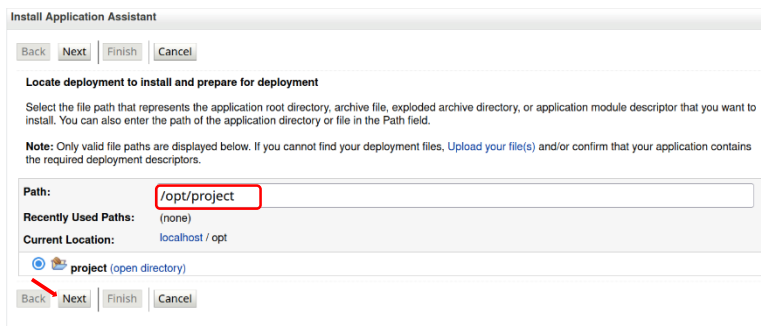 Install Application Assistant
Back Next Finish Cancel
Locate deployment to install and prepare for deployment
Select the file path that represents the application root directory, archive file, exploded archive directory, or application module descriptor that you want to
install. You can also enter the path of the application directory or file in the Path field.
Note: Only valid file paths are displayed below. If you cannot find your deployment files, Upload your file(s) and/or confirm that your application contains
the required deployment descriptors.
Path: /opt/project
Recently Used Paths: (none)
Current Location: localhost / opt
project (open directory)
Back Next Finish Cancel